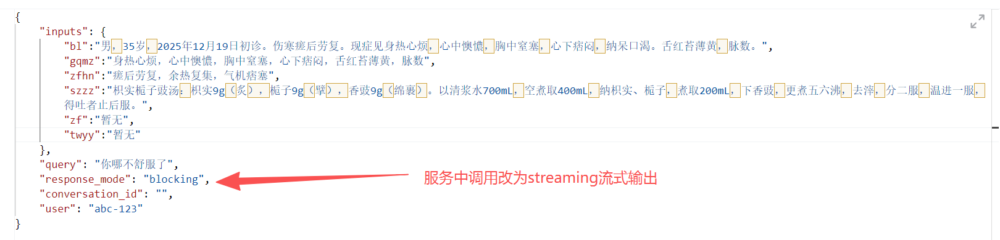 {
"inputs": {
"bl":"男，35岁，2025年12月19日初诊。伤寒瘥后劳复。现症见身热心烦，心中懊憹，胸中窒塞，心下痞闷，纳呆口渴。舌红苔薄黄，脉数。",
"gqmz":"身热心烦，心中懊憹，胸中窒塞，心下痞闷，舌红苔薄黄，脉数",
"zfhn":"瘥后劳复，余热复集，气机痞塞",
"szzz":"枳实栀子豉汤：枳实9g（炙），栀子9g（擘），香豉9g（绵裹）。以清浆水700mL，空煮取400mL，纳枳实、栀子，煮取200mL，下香豉，更煮五六沸，去滓，分二服，温进一服，
得吐者止后服。",
"zf":"暂无",
"twyy":"暂无"
},
"query": "你哪不舒服了",
"response_mode": "blocking",
服务中调用改为streaming流式输出
"conversation_id": "",
"user": "abc-123"
}